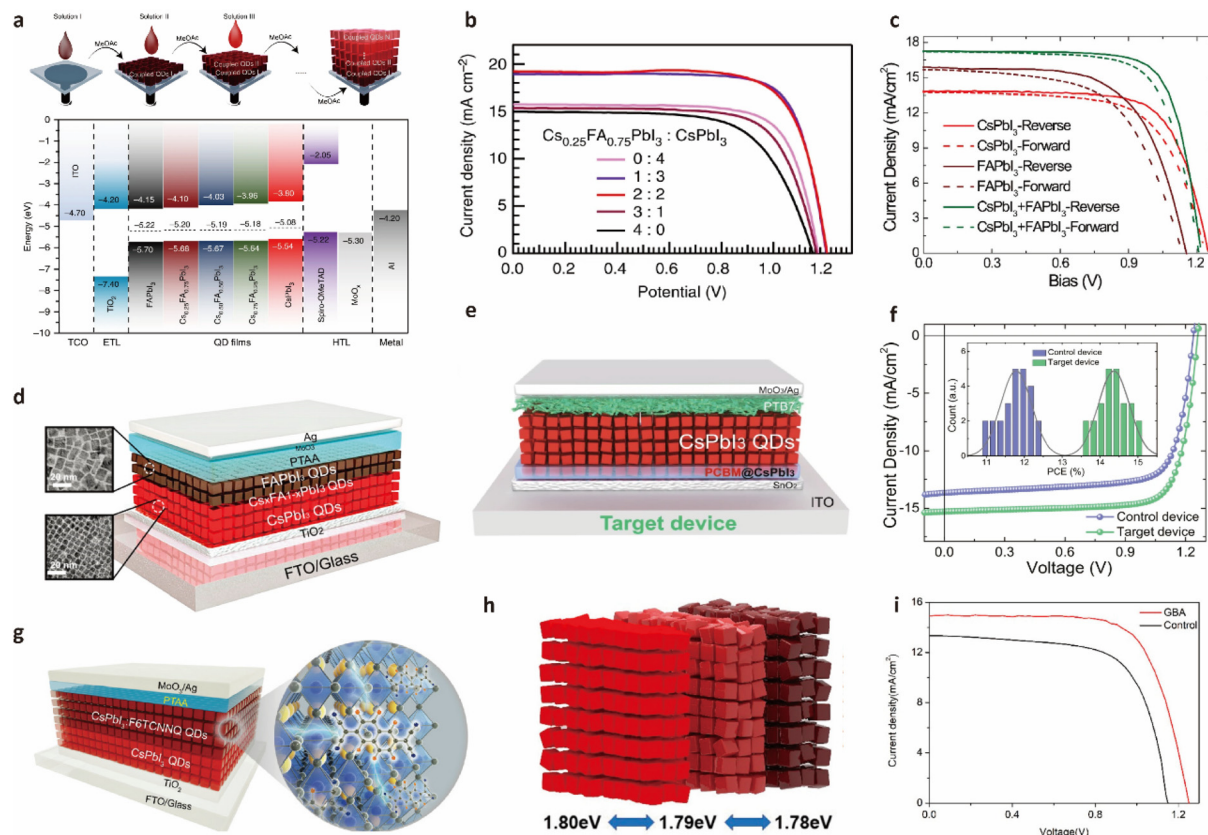 a
Solution I
Solution II
Solution III
MeOAc
MeOAc
MeOAc
MeOAc
Coupled QDs I
Coupled QDs II
Coupled QDs I
Coupled QDs III
Coupled QDs II
Coupled QDs I
Energy (eV)
0
−1
−2
−3
−4
−5
−6
−7
−8
−9
−10
ITO
−4.70
−4.20
−7.40
TiO2
−4.15
−5.22
−5.70
FAPbI3
−4.10
−5.20
−5.68
Cs0.25FA0.75PbI3
−4.03
−5.19
−5.67
Cs0.50FA0.50PbI3
−3.96
−5.18
−5.64
Cs0.75FA0.25PbI3
−3.80
−5.08
−5.54
CsPbI3
−2.05
−5.22
Spiro-OMeTAD
−5.30
MoOx
−4.20
Al
TCO ETL QD films HTL Metal
b
Current density (mA cm−2)
20
15
10
5
0
Cs0.25FA0.75PbI3 : CsPbI3
0 : 4
1 : 3
2 : 2
3 : 1
4 : 0
0.0 0.2 0.4 0.6 0.8 1.0 1.2
Potential (V)
c
Current Density (mA/cm2)
18
15
12
9
6
3
0
CsPbI3-Reverse
CsPbI3-Forward
FAPbI3-Reverse
FAPbI3-Forward
CsPbI3+FAPbI3-Reverse
CsPbI3+FAPbI3-Forward
0.0 0.3 0.6 0.9 1.2
Bias (V)
d
20 nm
20 nm
Ag
MoO3
PTAA
FAPbI3 QDs
CsxFA1-xPbI3 QDs
CsPbI3 QDs
TiO2
FTO/Glass
e
MoO3/Ag
PTB7
CsPbI3 QDs
PCBM@CsPbI3
SnO2
ITO
Target device
f
Current Density (mA/cm2)
0
-5
-10
-15
Count (a.u.)
6
4
2
0
Control device
Target device
11 12 13 14 15
PCE (%)
Control device
Target device
0.0 0.3 0.6 0.9 1.2
Voltage (V)
g
MoO3/Ag
PTAA
CsPbI3:F6TCNNQ QDs
CsPbI3 QDs
TiO2
FTO/Glass
h
1.80eV 1.79eV 1.78eV
i
Current density(mA/cm2)
16
12
8
4
0
GBA
Control
0.0 0.4 0.8 1.2
Voltage(V)